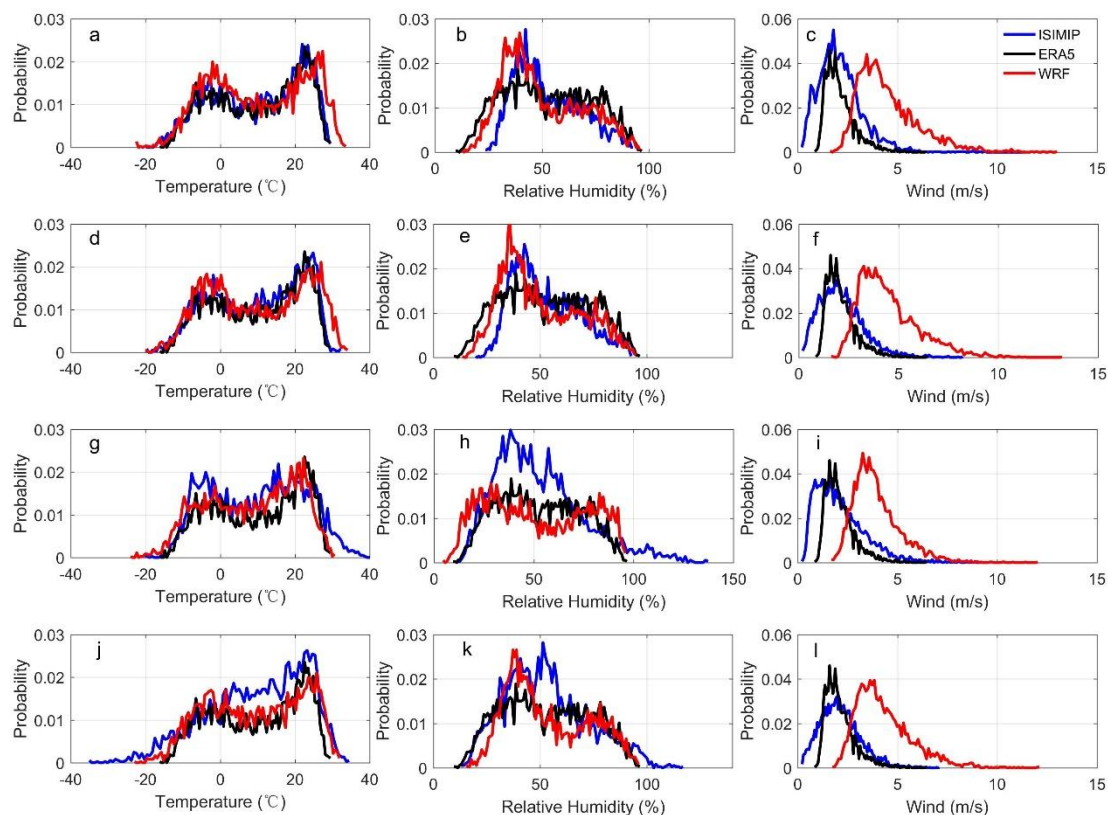 a
Probability
0.03
0.02
0.01
0
-40 -20 0 20 40
Temperature (℃)
b
Probability
0.03
0.02
0.01
0
0 50 100
Relative Humidity (%)
c
Probability
0.06
0.04
0.02
0
0 5 10 15
Wind (m/s)
ISIMIP
ERA5
WRF
d
Probability
0.03
0.02
0.01
0
-40 -20 0 20 40
Temperature (℃)
e
Probability
0.03
0.02
0.01
0
0 50 100
Relative Humidity (%)
f
Probability
0.06
0.04
0.02
0
0 5 10 15
Wind (m/s)
g
Probability
0.03
0.02
0.01
0
-40 -20 0 20 40
Temperature (℃)
h
Probability
0.03
0.02
0.01
0
0 50 100 150
Relative Humidity (%)
i
Probability
0.06
0.04
0.02
0
0 5 10 15
Wind (m/s)
j
Probability
0.03
0.02
0.01
0
-40 -20 0 20 40
Temperature (℃)
k
Probability
0.03
0.02
0.01
0
0 50 100
Relative Humidity (%)
l
Probability
0.06
0.04
0.02
0
0 5 10 15
Wind (m/s)